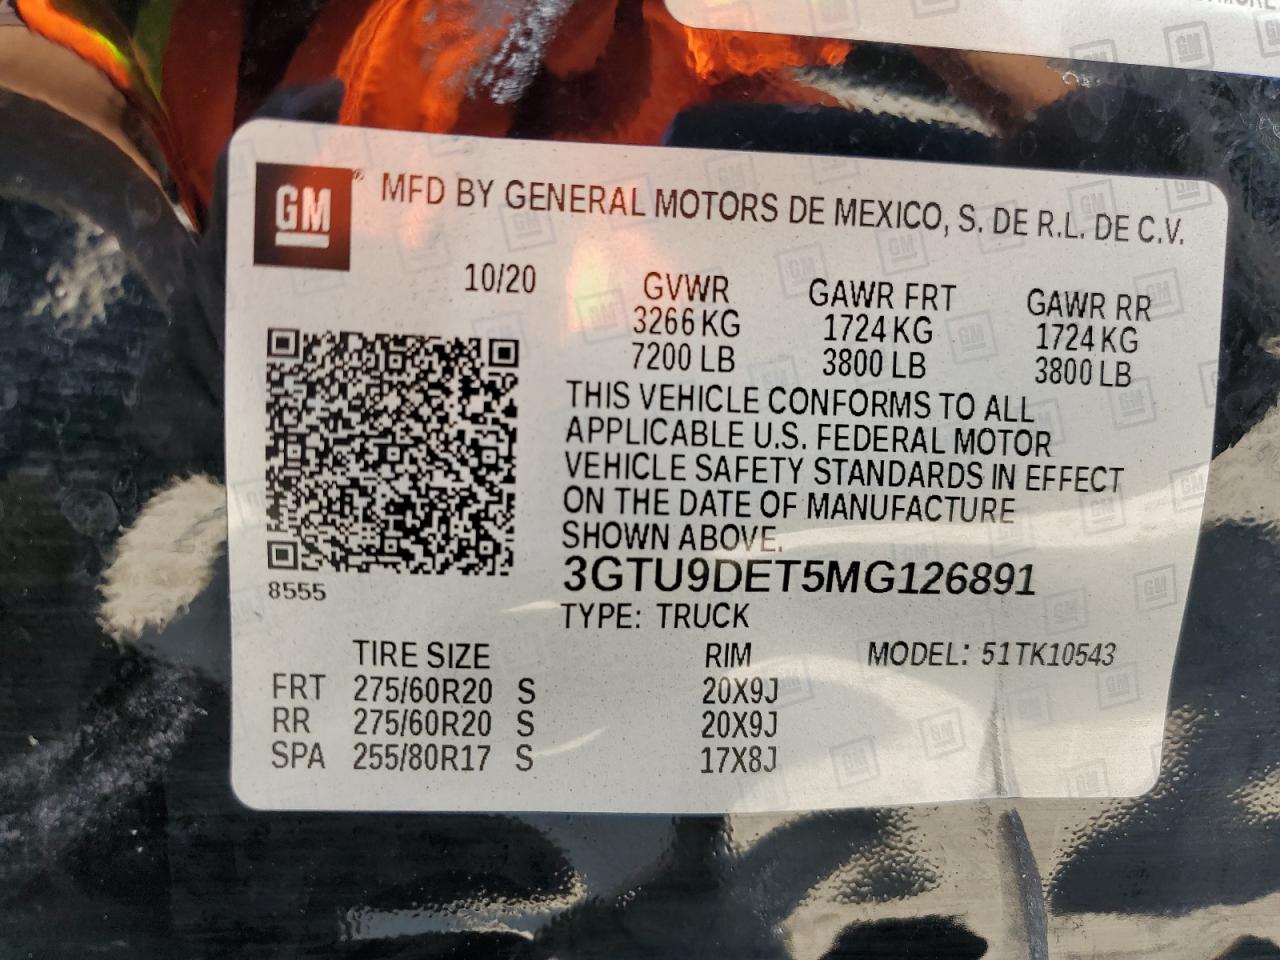 GM
MFD BY GENERAL MOTORS DE MEXICO, S. DE R.L. DE C.V.
10/20
GVWR GAWR FRT GAWR RR
3266 KG 1724 KG 1724 KG
7200 LB 3800 LB 3800 LB
THIS VEHICLE CONFORMS TO ALL
APPLICABLE U.S. FEDERAL MOTOR
VEHICLE SAFETY STANDARDS IN EFFECT
ON THE DATE OF MANUFACTURE
SHOWN ABOVE.
3GTU9DET5MG126891
8555
TYPE: TRUCK
TIRE SIZE RIM MODEL: 51TK10543
FRT 275/60R20 S 20X9J
RR 275/60R20 S 20X9J
SPA 255/80R17 S 17X8J